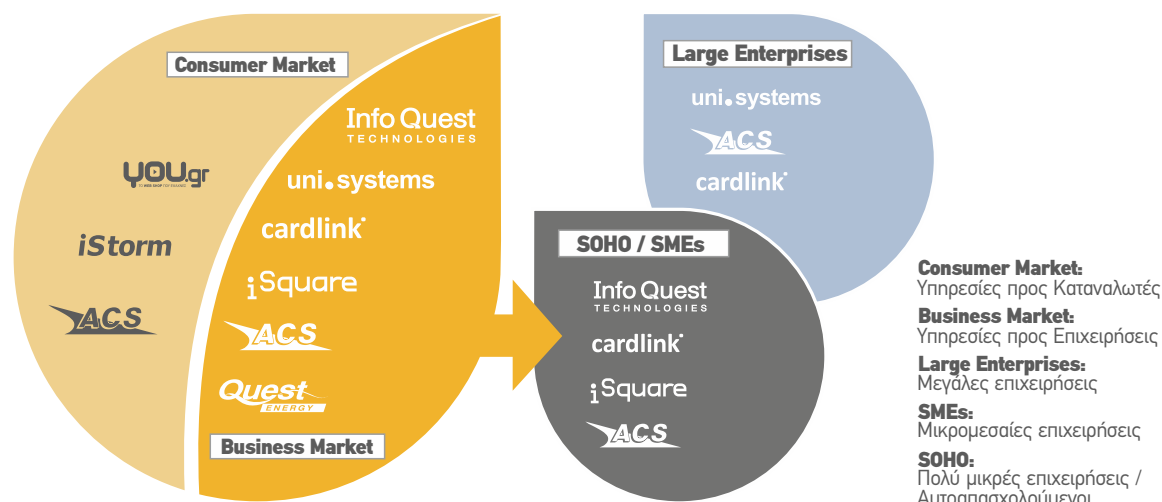 Consumer Market
YOU.gr
iStorm
ACS
Info Quest
TECHNOLOGIES
uni.systems
cardlink
iSquare
ACS
Quest
ENERGY
Business Market
Large Enterprises
uni.systems
ACS
cardlink
SOHO / SMEs
Info Quest
TECHNOLOGIES
cardlink
iSquare
ACS
Consumer Market:
Υπηρεσίες προς Καταναλωτές
Business Market:
Υπηρεσίες προς Επιχειρήσεις
Large Enterprises:
Μεγάλες επιχειρήσεις
SMEs:
Μικρομεσαίες επιχειρήσεις
SOHO:
Πολύ μικρές επιχειρήσεις /
Αυτοαπασχολούμενοι